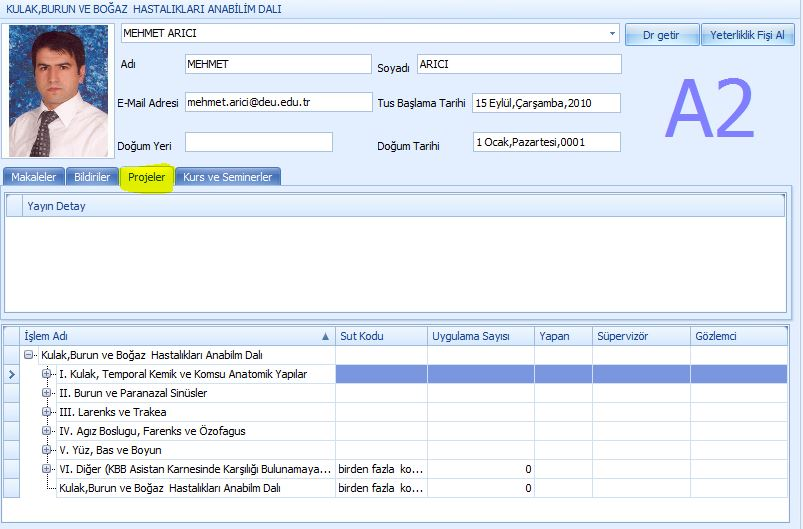 KULAK,BURUN VE BOĞAZ HASTALIKLARI ANABİLİM DALI
MEHMET ARICI
Dr getir
Yeterliklik Fişi Al
Adı MEHMET Soyadı ARICI
E-Mail Adresi mehmet.arici@deu.edu.tr Tus Başlama Tarihi 15 Eylül,Çarşamba,2010
A2
Doğum Yeri Doğum Tarihi 1 Ocak,Pazartesi,0001
Makaleler Bildiriler Projeler Kurs ve Seminerler
Yayın Detay
İşlem Adı Sut Kodu Uygulama Sayısı Yapan Süpervizör Gözlemci
Kulak,Burun ve Boğaz Hastalıkları Anabilm Dalı
I. Kulak, Temporal Kemik ve Komsu Anatomik Yapılar
II. Burun ve Paranazal Sinüsler
III. Larenks ve Trakea
IV. Agız Boslugu, Farenks ve Özofagus
V. Yüz, Bas ve Boyun
VI. Diğer (KBB Asistan Karnesinde Karşılığı Bulunamaya... birden fazla ko... 0
Kulak,Burun ve Boğaz Hastalıkları Anabilim Dalı birden fazla ko... 0